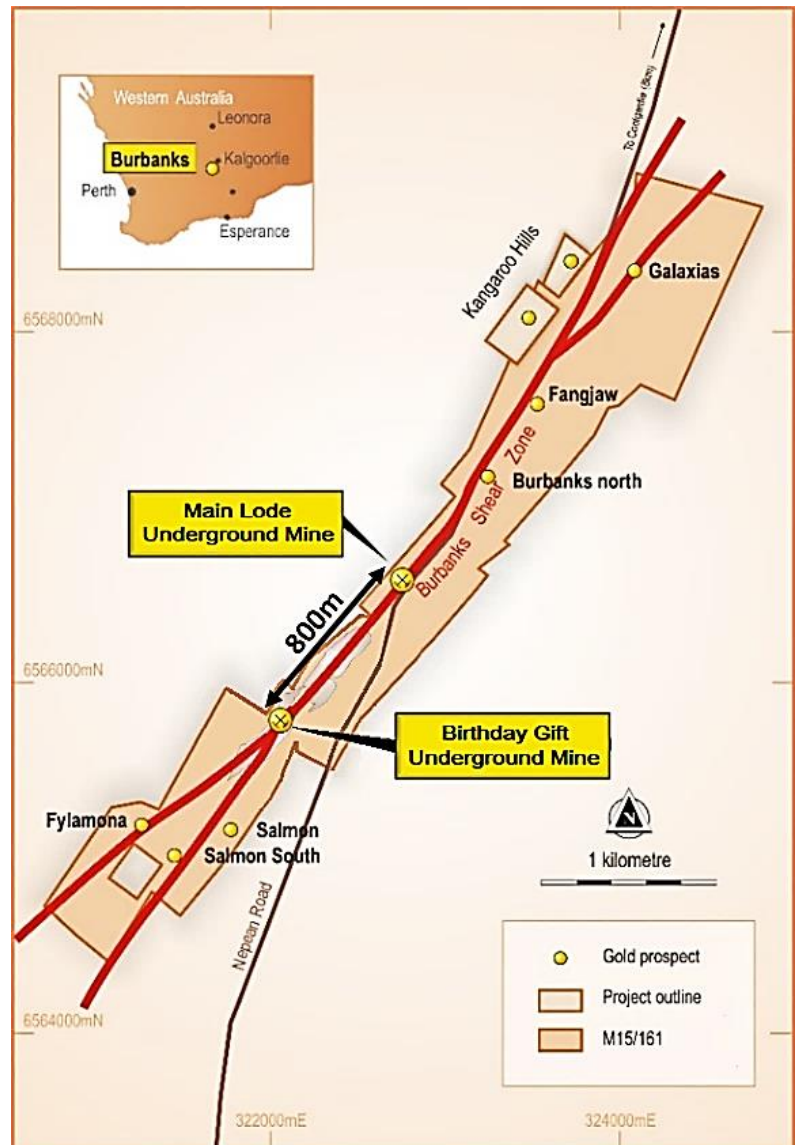 Western Australia
Leonora
Burbanks
Kalgoorlie
Perth
Esperance
To Coolgardie (8km)
Kangaroo Hills
Galaxias
6568000mN
Fangjaw
Burbanks north
Burbanks Shear Zone
Main Lode
Underground Mine
800m
6566000mN
Birthday Gift
Underground Mine
Fylamona
Salmon
Salmon South
N
1 kilometre
Nepean Road
Gold prospect
Project outline
M15/161
6564000mN
322000mE
324000mE